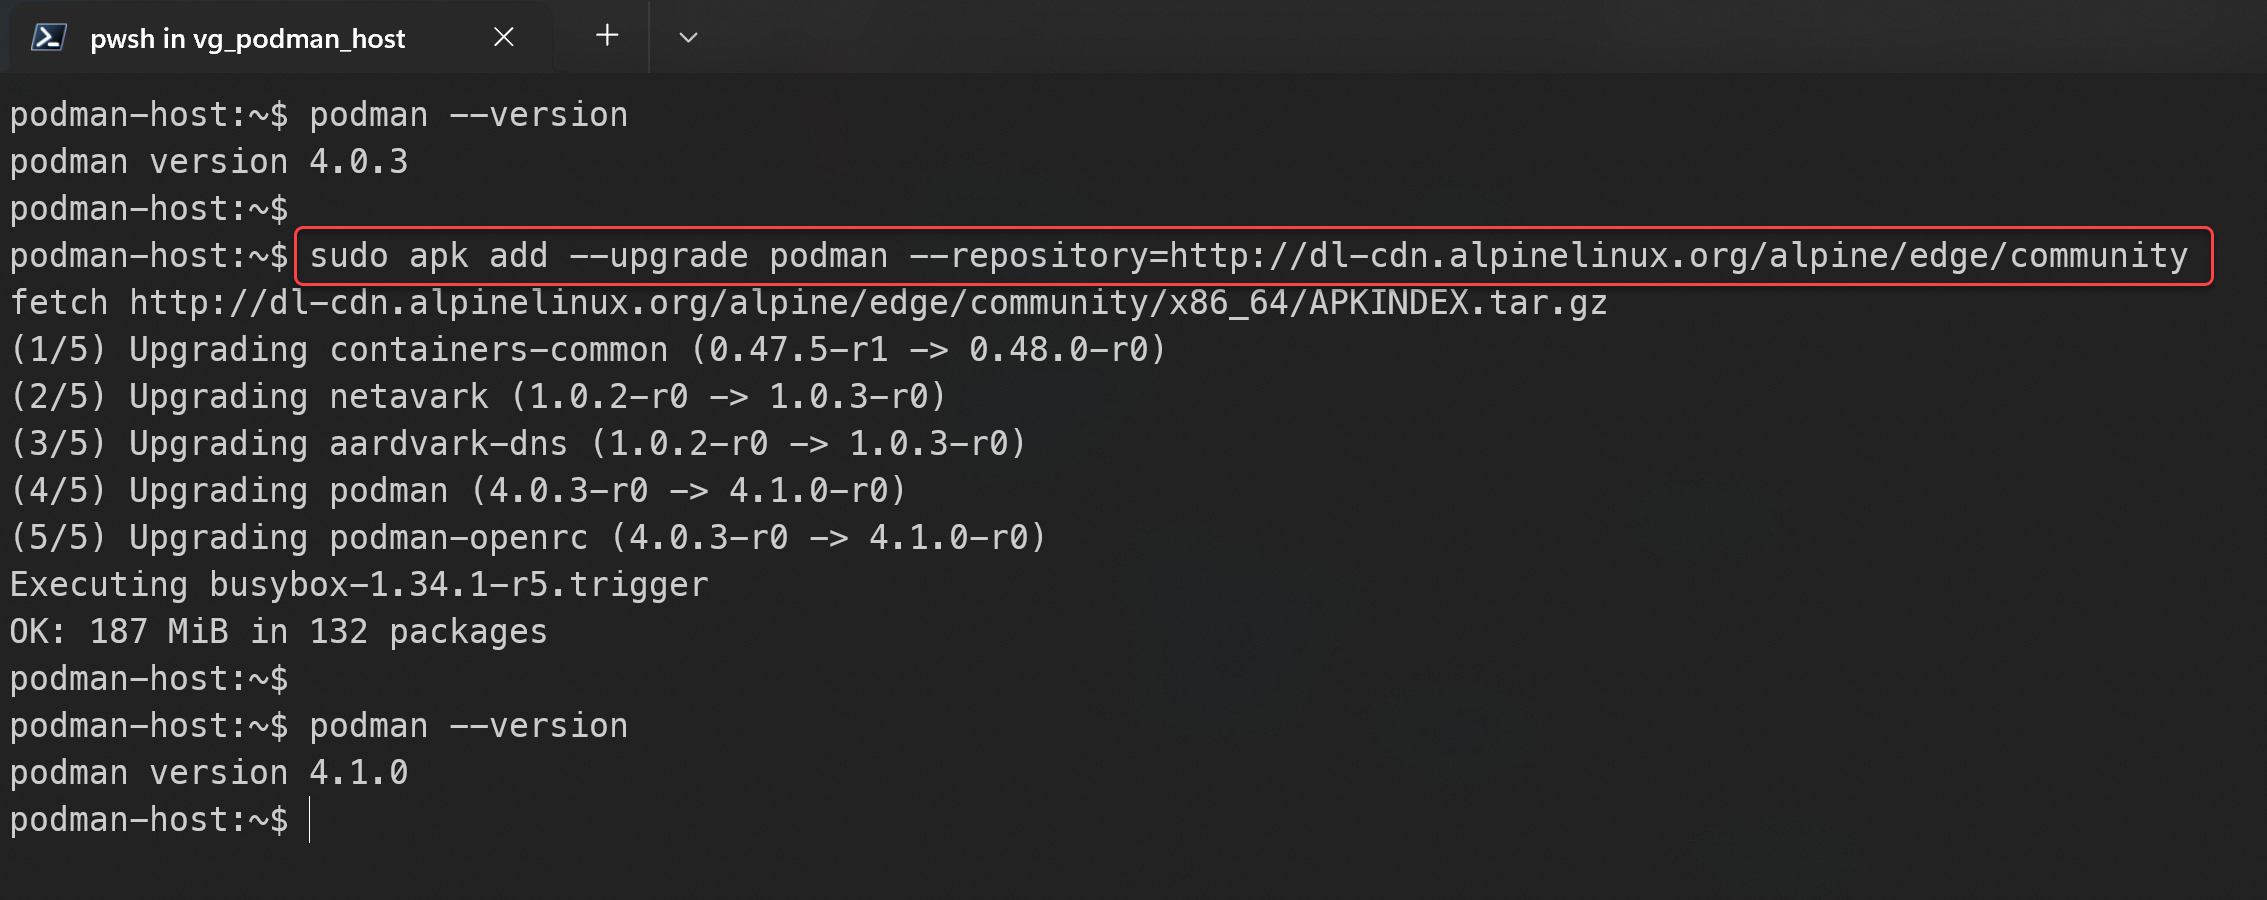 pwsh in vg_podman_host
podman-host:~$ podman --version
podman version 4.0.3
podman-host:~$
podman-host:~$ sudo apk add --upgrade podman --repository=http://dl-cdn.alpinelinux.org/alpine/edge/community
fetch http://dl-cdn.alpinelinux.org/alpine/edge/community/x86_64/APKINDEX.tar.gz
(1/5) Upgrading containers-common (0.47.5-r1 -> 0.48.0-r0)
(2/5) Upgrading netavark (1.0.2-r0 -> 1.0.3-r0)
(3/5) Upgrading aardvark-dns (1.0.2-r0 -> 1.0.3-r0)
(4/5) Upgrading podman (4.0.3-r0 -> 4.1.0-r0)
(5/5) Upgrading podman-openrc (4.0.3-r0 -> 4.1.0-r0)
Executing busybox-1.34.1-r5.trigger
OK: 187 MiB in 132 packages
podman-host:~$
podman-host:~$ podman --version
podman version 4.1.0
podman-host:~$